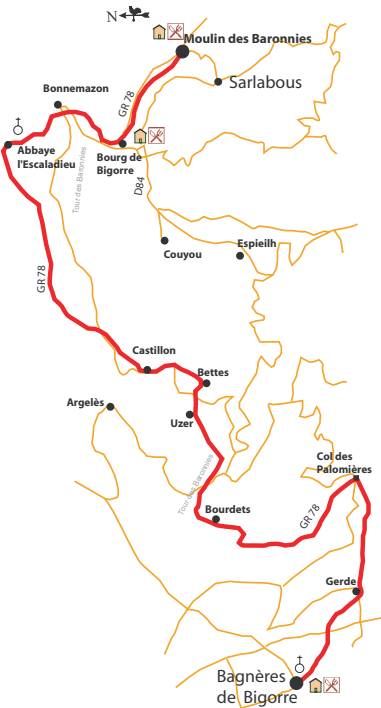 N
Moulin des Baronnies
Sarlabous
Bonnemazon
GR 78
Abbaye
l'Escaladieu
Bourg de
Bigorre
Tour des Baronnies
D84
Couyou
Espieilh
GR 78
Castillon
Bettes
Argelès
Uzer
Col des
Palomières
Tour des Baronnies
Bourdets
GR 78
Gerde
Bagnères
de Bigorre